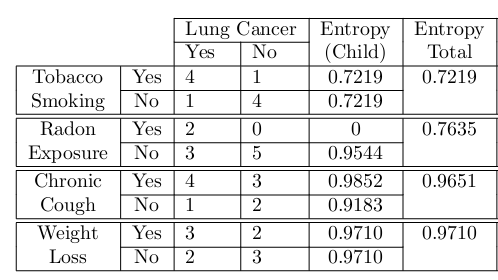 Lung Cancer Entropy Entropy
Yes No (Child) Total
Tobacco Yes 4 1 0.7219 0.7219
Smoking No 1 4 0.7219
Radon Yes 2 0 0 0.7635
Exposure No 3 5 0.9544
Chronic Yes 4 3 0.9852 0.9651
Cough No 1 2 0.9183
Weight Yes 3 2 0.9710 0.9710
Loss No 2 3 0.9710